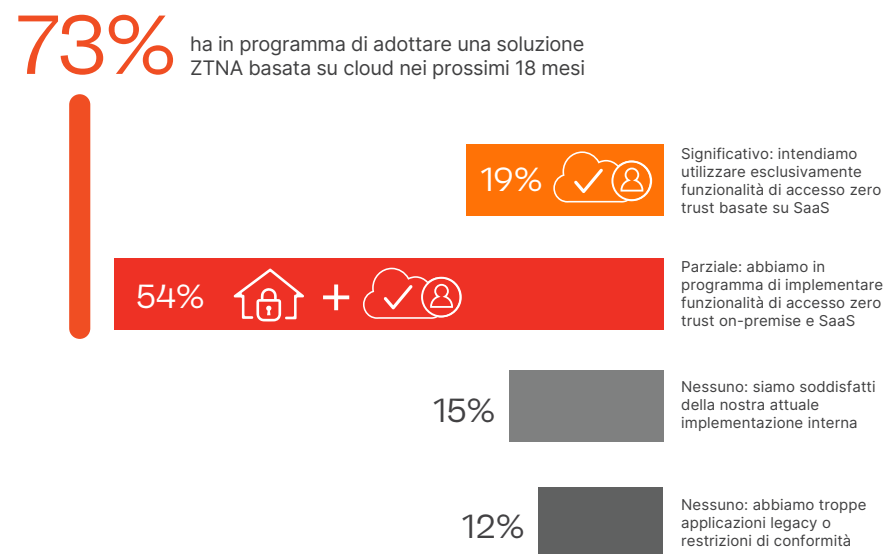 73%
ha in programma di adottare una soluzione
ZTNA basata su cloud nei prossimi 18 mesi
19%
Significativo: intendiamo
utilizzare esclusivamente
funzionalità di accesso zero
trust basate su SaaS
54%
+
Parziale: abbiamo in
programma di implementare
funzionalità di accesso zero
trust on-premise e SaaS
15%
Nessuno: siamo soddisfatti
della nostra attuale
implementazione interna
12%
Nessuno: abbiamo troppe
applicazioni legacy o
restrizioni di conformità